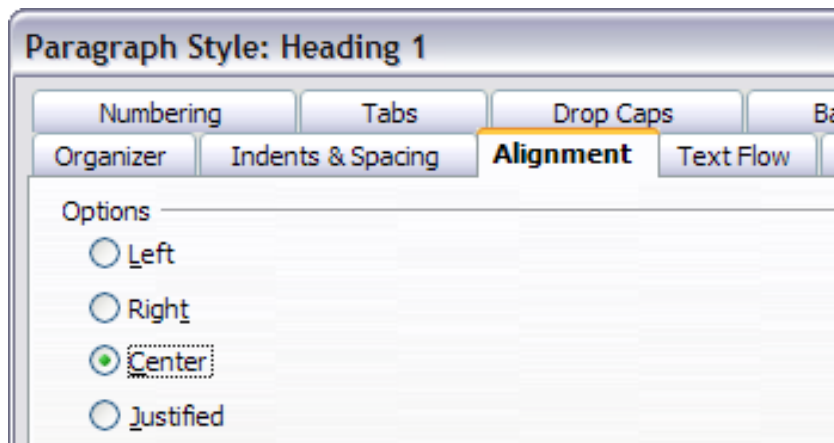 Paragraph Style: Heading 1
Numbering Tabs Drop Caps
Organizer Indents & Spacing Alignment Text Flow
Options
Left
Right
Center
Justified